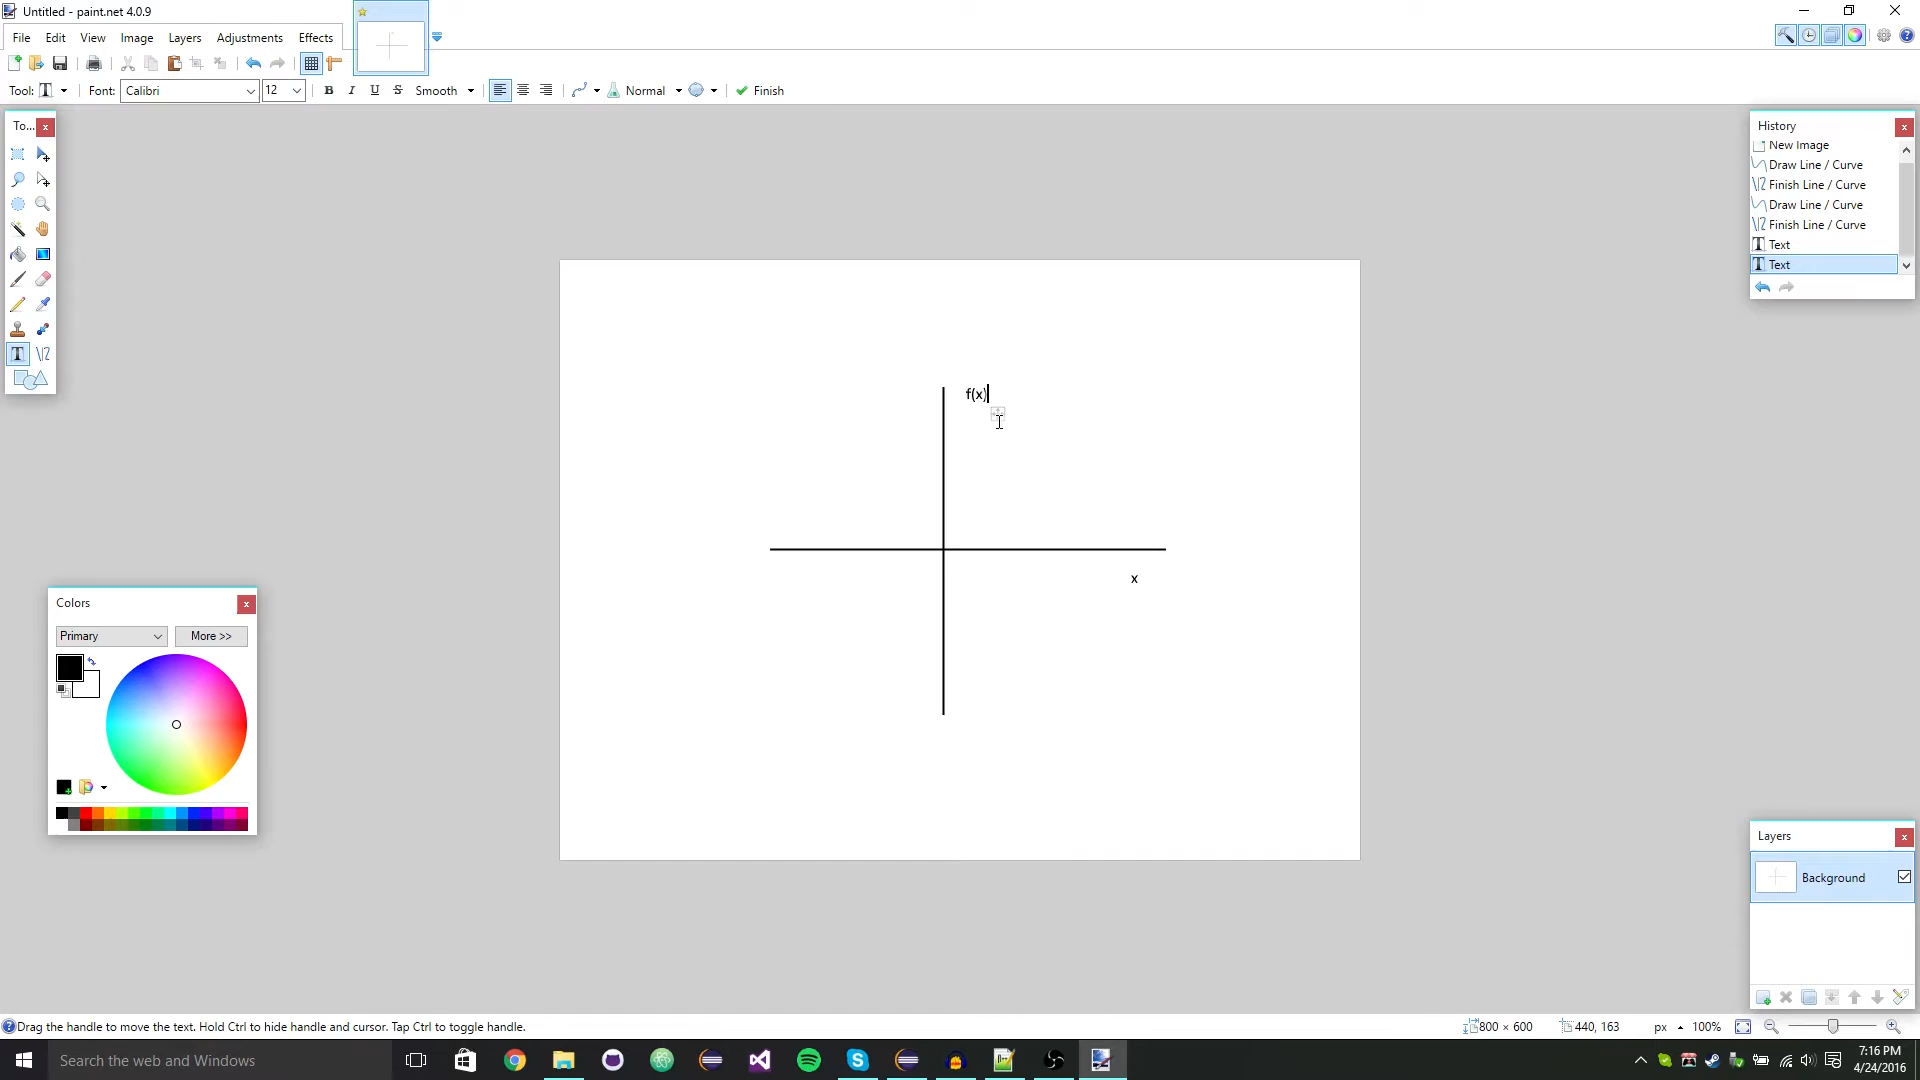 Untitled - paint.net 4.0.9
File Edit View Image Layers Adjustments Effects
Tool: Font: Calibri 12 B I U S Smooth Normal Finish
To...
History
New Image
Draw Line / Curve
Finish Line / Curve
Draw Line / Curve
Finish Line / Curve
Text
Text
f(x)
x
Colors
Primary More >>
Layers
Background
Drag the handle to move the text. Hold Ctrl to hide handle and cursor. Tap Ctrl to toggle handle.
800 × 600 440, 163 px 100%
Search the web and Windows
7:16 PM
4/24/2016